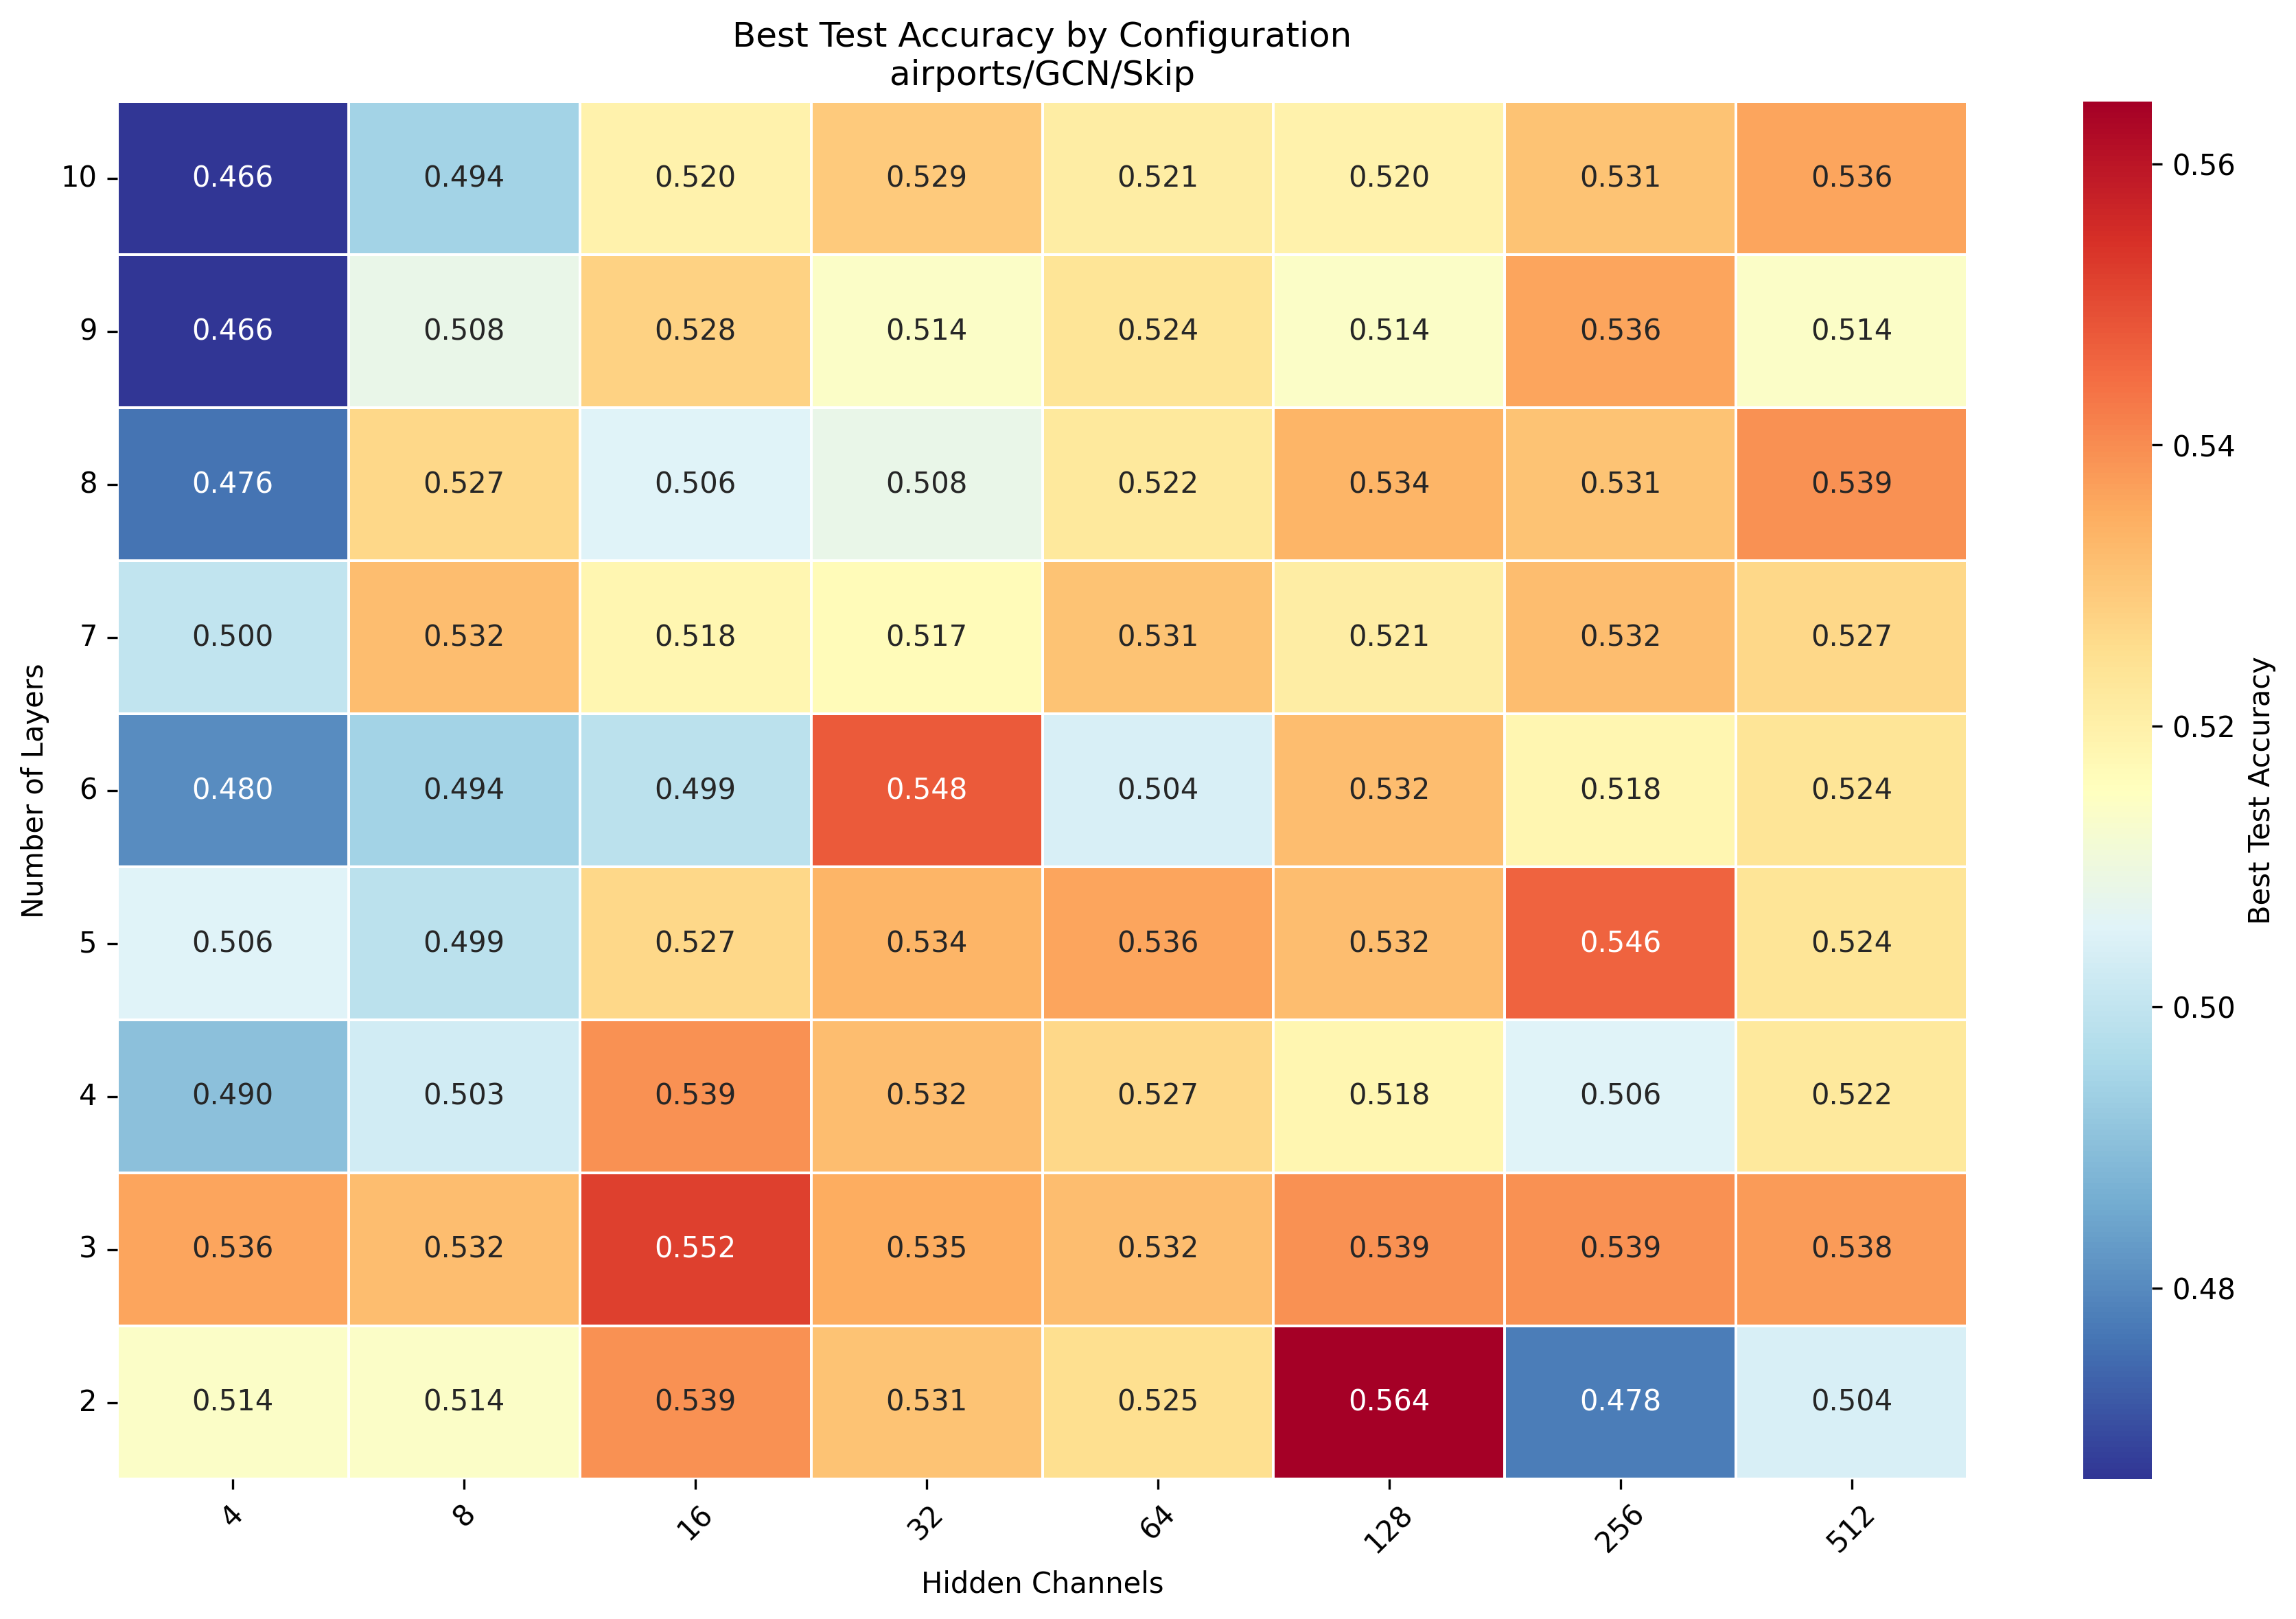 Best Test Accuracy by Configuration
airports/GCN/Skip
10 0.466 0.494 0.520 0.529 0.521 0.520 0.531 0.536
9 0.466 0.508 0.528 0.514 0.524 0.514 0.536 0.514
8 0.476 0.527 0.506 0.508 0.522 0.534 0.531 0.539
7 0.500 0.532 0.518 0.517 0.531 0.521 0.532 0.527
6 0.480 0.494 0.499 0.548 0.504 0.532 0.518 0.524
5 0.506 0.499 0.527 0.534 0.536 0.532 0.546 0.524
4 0.490 0.503 0.539 0.532 0.527 0.518 0.506 0.522
3 0.536 0.532 0.552 0.535 0.532 0.539 0.539 0.538
2 0.514 0.514 0.539 0.531 0.525 0.564 0.478 0.504
4 8 16 32 64 128 256 512
Hidden Channels
Number of Layers
0.56
0.54
0.52
0.50
0.48
Best Test Accuracy